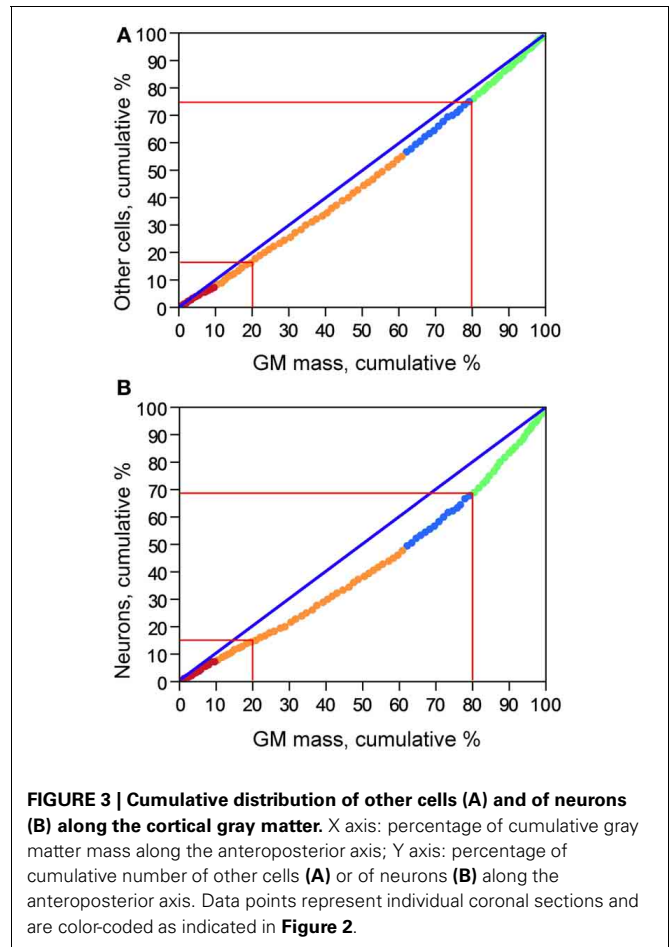 A
100
90
80
70
60
50
40
30
20
10
0
Other cells, cumulative %
0 10 20 30 40 50 60 70 80 90 100
GM mass, cumulative %
B
100
90
80
70
60
50
40
30
20
10
0
Neurons, cumulative %
0 10 20 30 40 50 60 70 80 90 100
GM mass, cumulative %
FIGURE 3 | Cumulative distribution of other cells (A) and of neurons
(B) along the cortical gray matter. X axis: percentage of cumulative gray
matter mass along the anteroposterior axis; Y axis: percentage of
cumulative number of other cells (A) or of neurons (B) along the
anteroposterior axis. Data points represent individual coronal sections and
are color-coded as indicated in Figure 2.